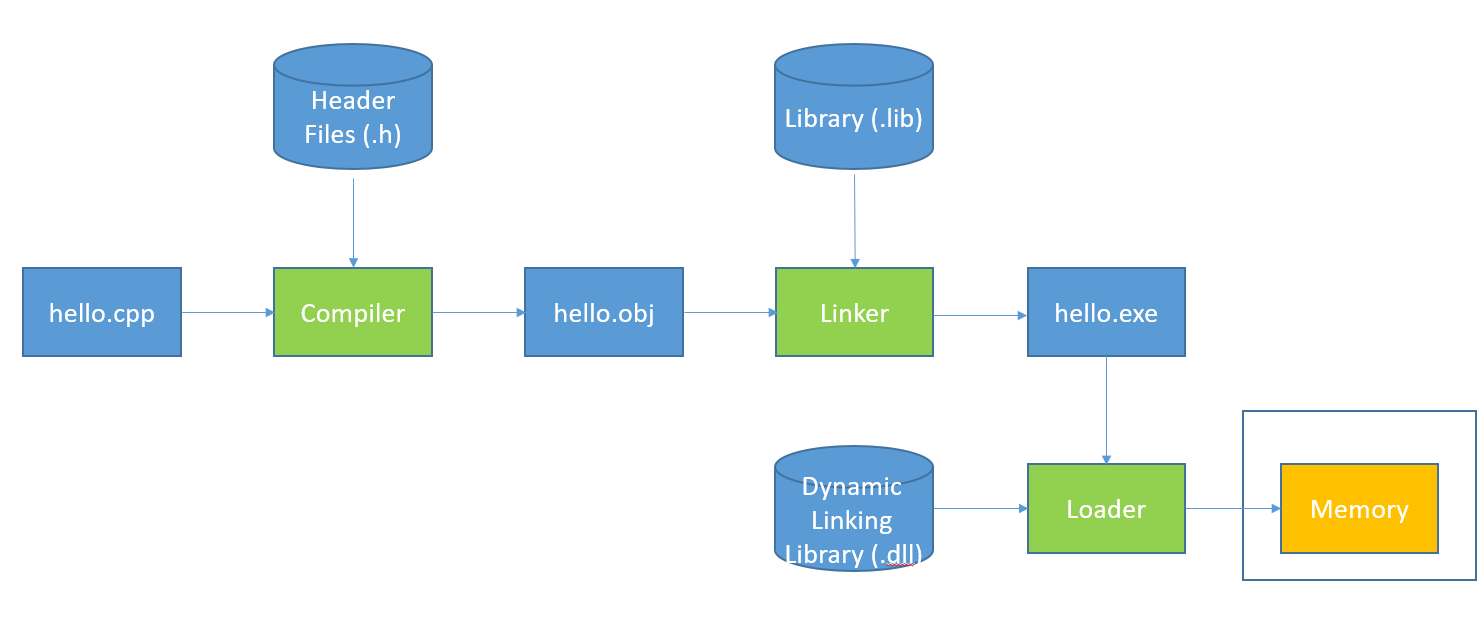 Header
Files (.h)
Library (.lib)
hello.cpp
Compiler
hello.obj
Linker
hello.exe
Dynamic
Linking
Library (.dll)
Loader
Memory